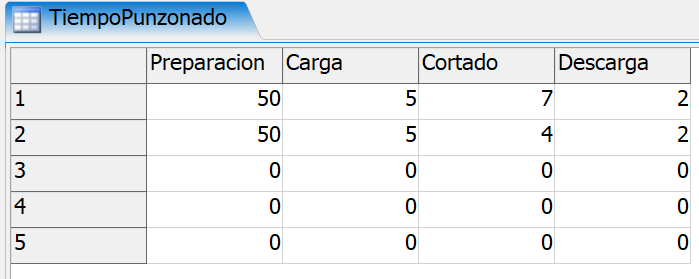 TiempoPunzonado
Preparacion Carga Cortado Descarga
1 50 5 7 2
2 50 5 4 2
3 0 0 0 0
4 0 0 0 0
5 0 0 0 0